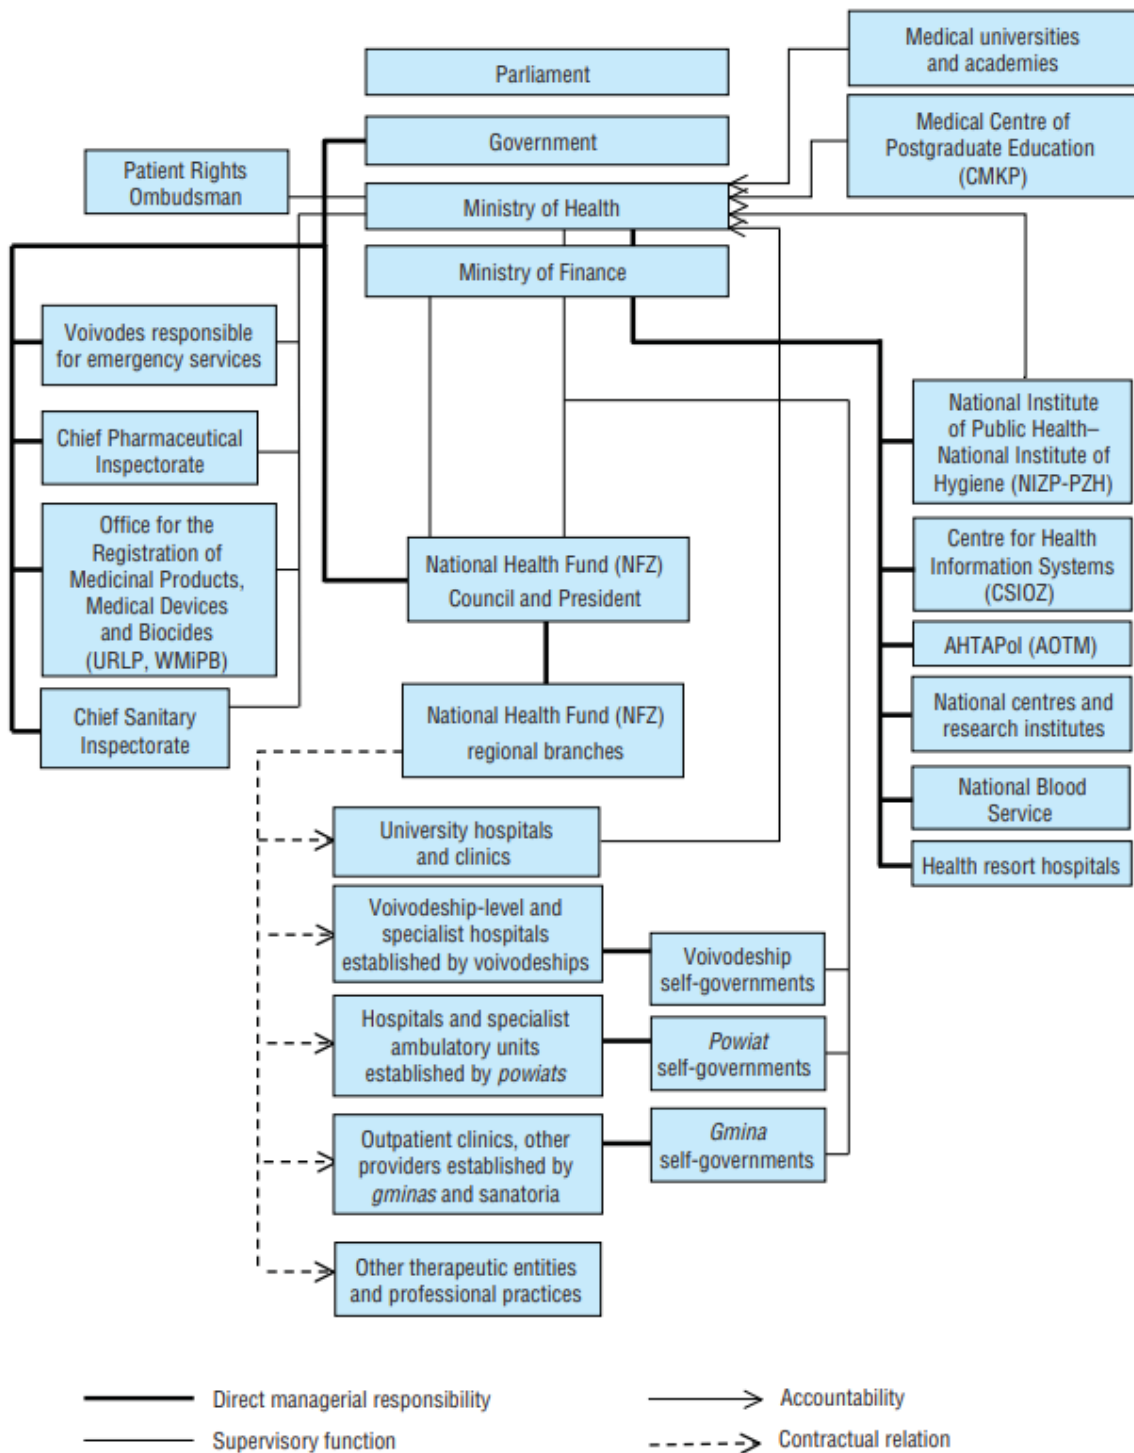 Parliament
Medical universities
and academies
Government
Medical Centre of
Postgraduate Education
(CMKP)
Patient Rights
Ombudsman
Ministry of Health
Ministry of Finance
Voivodes responsible
for emergency services
Chief Pharmaceutical
Inspectorate
Office for the
Registration of
Medicinal Products,
Medical Devices
and Biocides
(URLP, WMiPB)
Chief Sanitary
Inspectorate
National Health Fund (NFZ)
Council and President
National Health Fund (NFZ)
regional branches
National Institute
of Public Health–
National Institute of
Hygiene (NIZP-PZH)
Centre for Health
Information Systems
(CSIOZ)
AHTAPol (AOTM)
National centres and
research institutes
National Blood
Service
Health resort hospitals
University hospitals
and clinics
Voivodeship-level and
specialist hospitals
established by voivodeships
Voivodeship
self-governments
Hospitals and specialist
ambulatory units
established by powiats
Powiat
self-governments
Outpatient clinics, other
providers established by
gminas and sanatoria
Gmina
self-governments
Other therapeutic entities
and professional practices
Direct managerial responsibility
Accountability
Supervisory function
Contractual relation